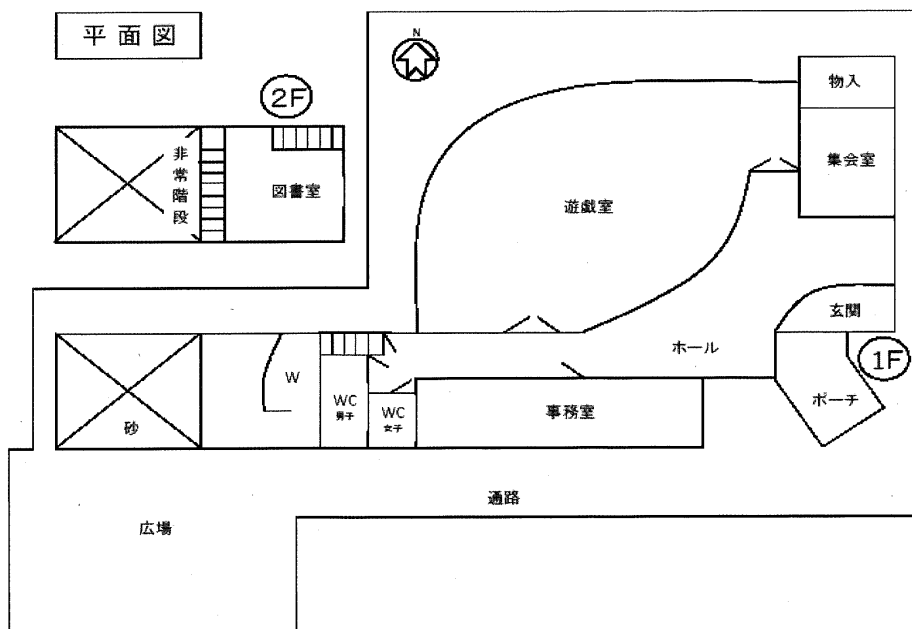 平面図
N
2F
物入
非常階段
図書室
集会室
遊戯室
玄関
ホール
1F
W
WC
男子
WC
女子
事務室
ポーチ
砂
通路
広場